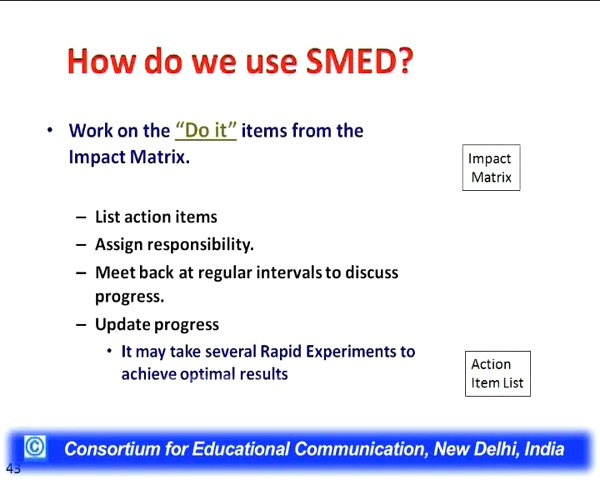 How do we use SMED?
• Work on the “Do it” items from the
Impact Matrix.
Impact
Matrix
– List action items
– Assign responsibility.
– Meet back at regular intervals to discuss
progress.
– Update progress
• It may take several Rapid Experiments to
achieve optimal results
Action
Item List
© Consortium for Educational Communication, New Delhi, India
43